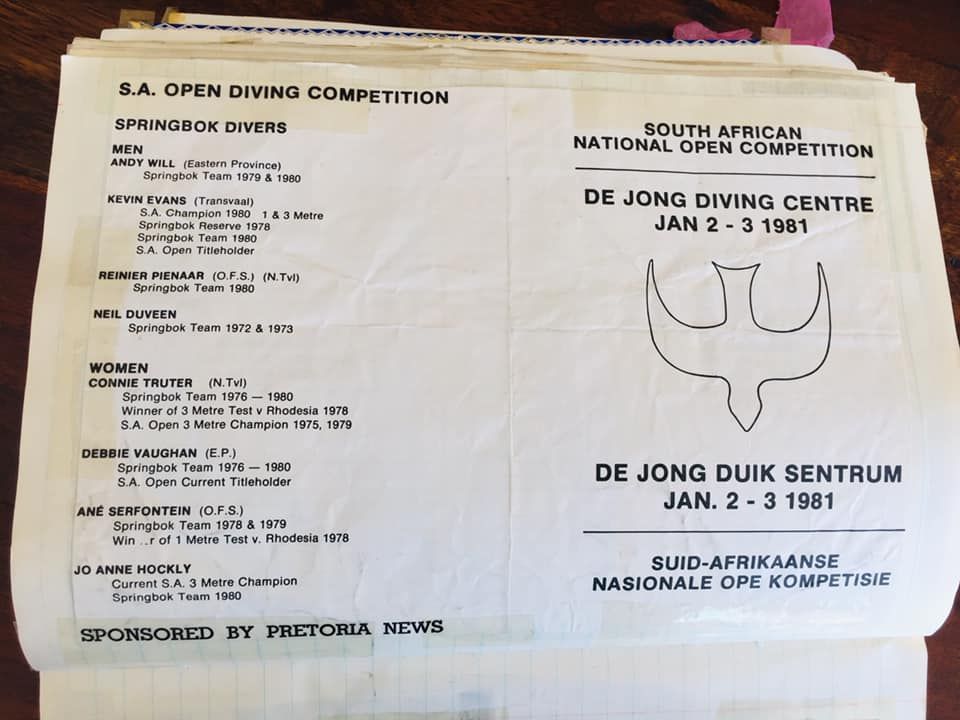 S.A. OPEN DIVING COMPETITION
SPRINGBOK DIVERS
MEN
ANDY WILL (Eastern Province)
Springbok Team 1979 & 1980
KEVIN EVANS (Transvaal)
S.A. Champion 1980 1 & 3 Metre
Springbok Reserve 1978
Springbok Team 1980
S.A. Open Titleholder
REINIER PIENAAR (O.F.S.) (N.Tvl)
Springbok Team 1980
NEIL DUVEEN
Springbok Team 1972 & 1973
WOMEN
CONNIE TRUTER (N.Tvl)
Springbok Team 1976 — 1980
Winner of 3 Metre Test v Rhodesia 1978
S.A. Open 3 Metre Champion 1975, 1979
DEBBIE VAUGHAN (E.P.)
Springbok Team 1976 — 1980
S.A. Open Current Titleholder
ANÉ SERFONTEIN (O.F.S.)
Springbok Team 1978 & 1979
Win ..r of 1 Metre Test v. Rhodesia 1978
JO ANNE HOCKLY
Current S.A. 3 Metre Champion
Springbok Team 1980
SPONSORED BY PRETORIA NEWS
SOUTH AFRICAN
NATIONAL OPEN COMPETITION
DE JONG DIVING CENTRE
JAN 2 - 3 1981
DE JONG DUIK SENTRUM
JAN. 2 - 3 1981
SUID-AFRIKAANSE
NASIONALE OPE KOMPETISIE